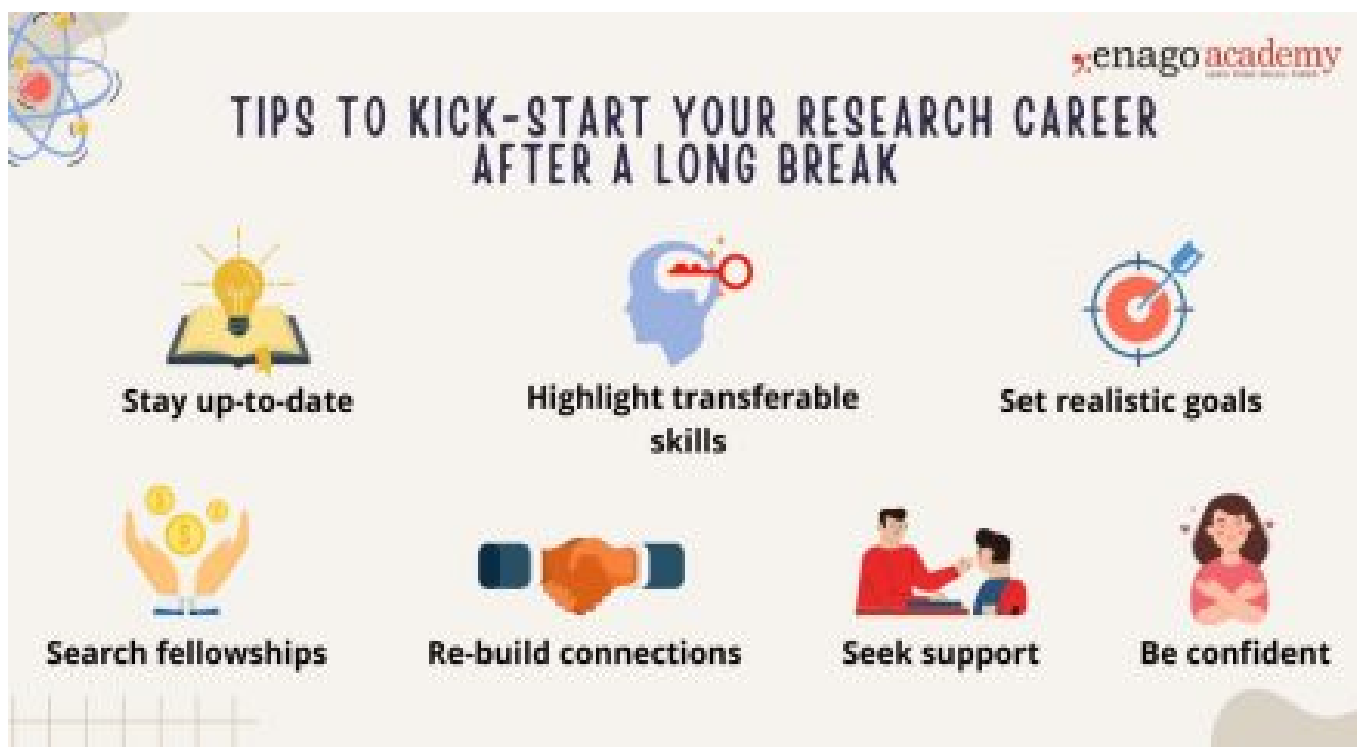 enago academy
TIPS TO KICK-START YOUR RESEARCH CAREER
AFTER A LONG BREAK
Stay up-to-date
Highlight transferable
skills
Set realistic goals
Search fellowships
Re-build connections
Seek support
Be confident